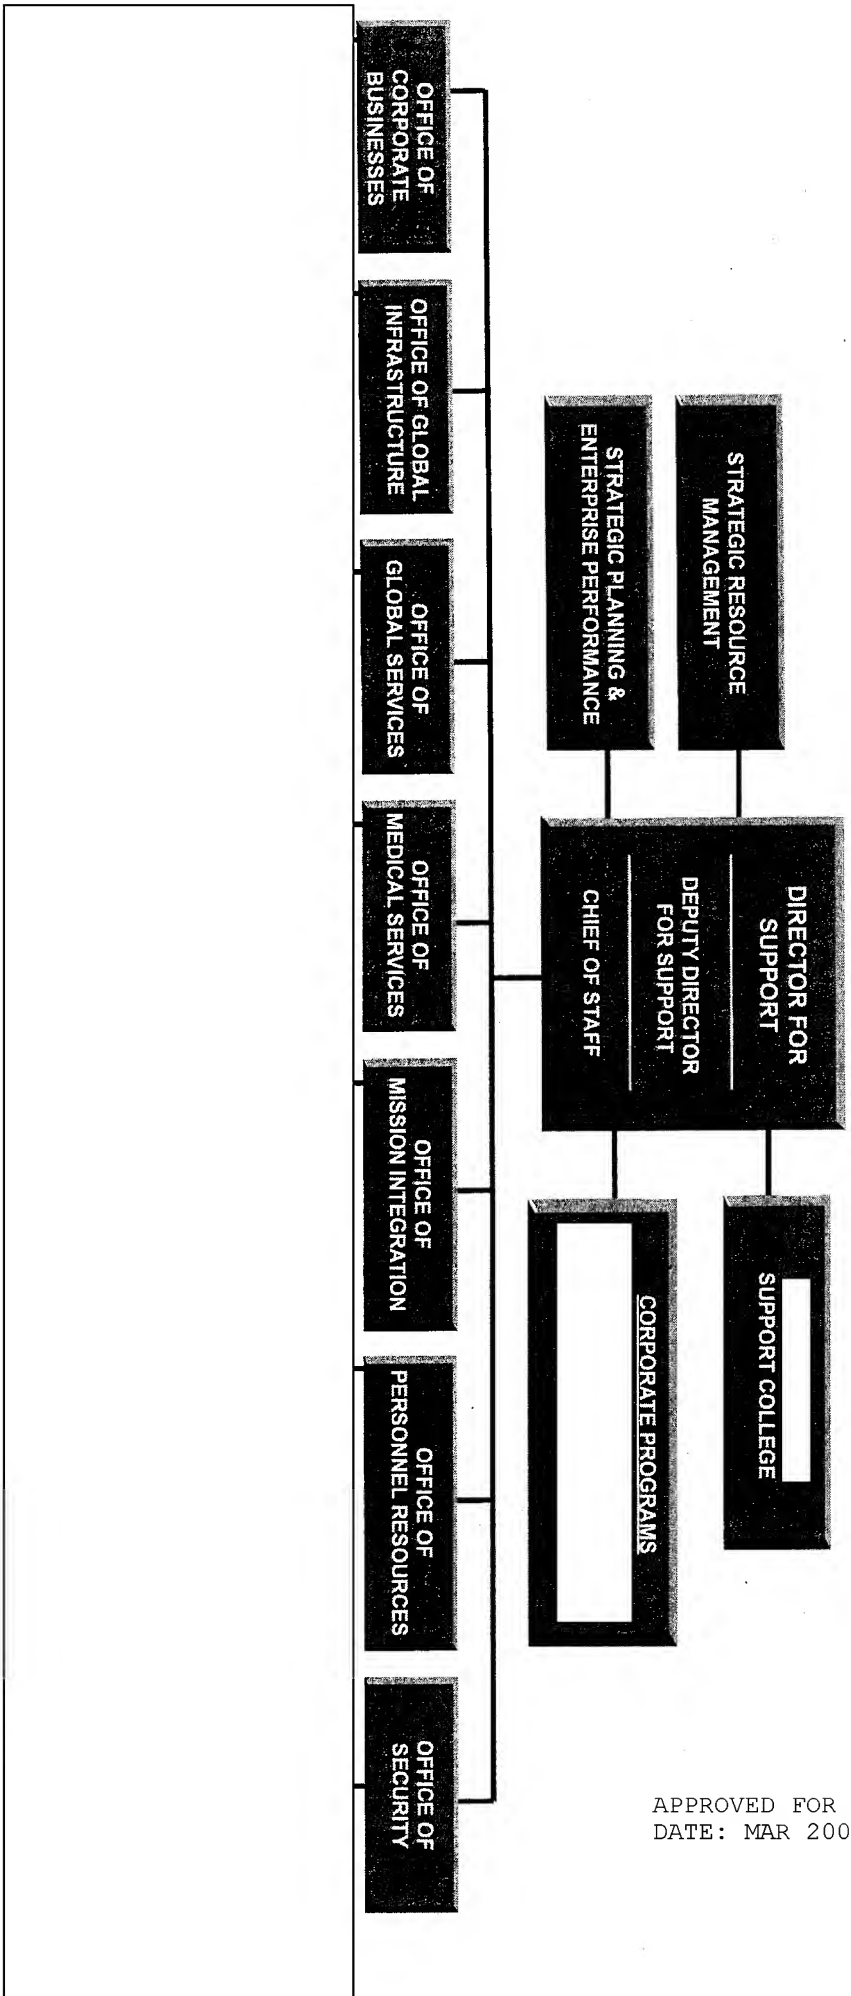 DIRECTOR FOR
SUPPORT
DEPUTY DIRECTOR
FOR SUPPORT
CHIEF OF STAFF
STRATEGIC RESOURCE
MANAGEMENT
STRATEGIC PLANNING &
ENTERPRISE PERFORMANCE
SUPPORT COLLEGE
CORPORATE PROGRAMS
OFFICE OF
CORPORATE
BUSINESSES
OFFICE OF GLOBAL
INFRASTRUCTURE
OFFICE OF
GLOBAL SERVICES
OFFICE OF
MEDICAL SERVICES
OFFICE OF
MISSION INTEGRATION
OFFICE OF
PERSONNEL RESOURCES
OFFICE OF
SECURITY
APPROVED FOR
DATE: MAR 200